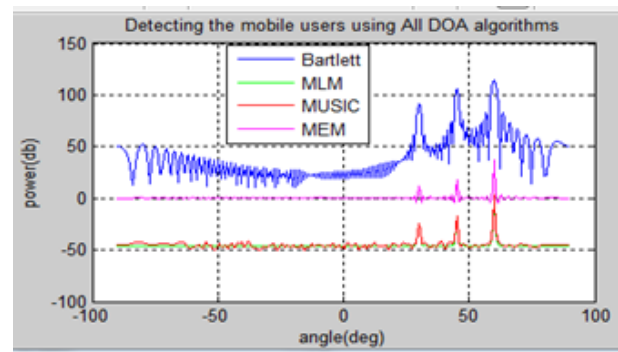 Detecting the mobile users using All DOA algorithms
150
100
50
0
-50
-100
power(db)
Bartlett
MLM
MUSIC
MEM
-100
-50
0
50
100
angle(deg)